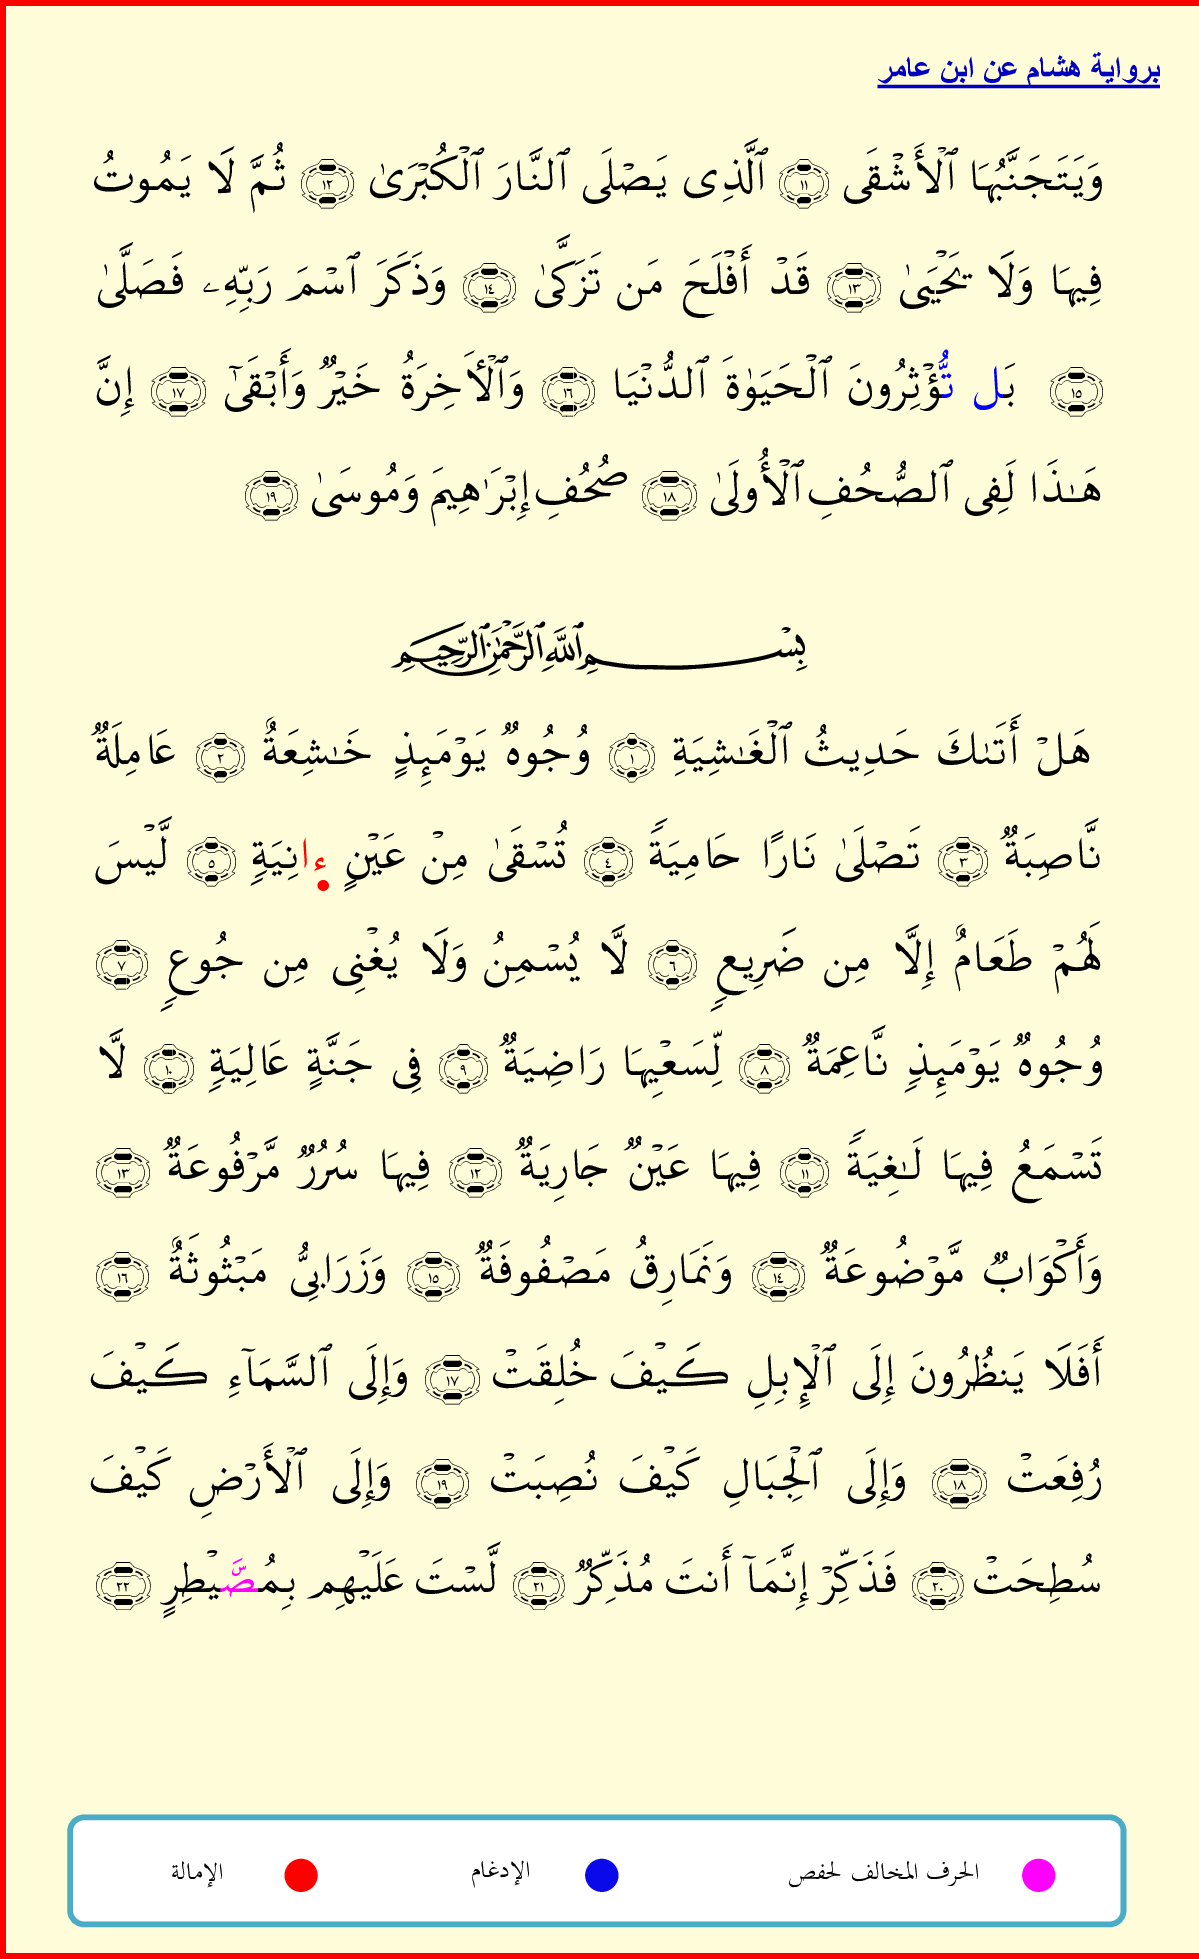 برواية هشام عن ابن عامر
وَيَتَجَنَّبُهَا ٱلۡأَشۡقَى ١١ ٱلَّذِى يَصۡلَى ٱلنَّارَ ٱلۡكُبۡرَىٰ ١٢ ثُمَّ لَا يَمُوتُ
فِيهَا وَلَا يَحۡيَىٰ ١٣ قَدۡ أَفۡلَحَ مَن تَزَكَّىٰ ١٤ وَذَكَرَ ٱسۡمَ رَبِّهِۦ فَصَلَّىٰ
١٥ بَل تُّؤۡثِرُونَ ٱلۡحَيَوٰةَ ٱلدُّنۡيَا ١٦ وَٱلۡأٓخِرَةُ خَيۡرٞ وَأَبۡقَىٰٓ ١٧ إِنَّ
هَـٰذَا لَفِى ٱلصُّحُفِ ٱلۡأُولَىٰ ١٨ صُحُفِ إِبۡرَٰهِيمَ وَمُوسَىٰ ١٩
بِسۡمِ ٱللَّهِ ٱلرَّحۡمَٰنِ ٱلرَّحِيمِ
هَلۡ أَتَىٰكَ حَدِيثُ ٱلۡغَـٰشِيَةِ ١ وُجُوهٞ يَوۡمَئِذٍ خَـٰشِعَةٌ ٢ عَامِلَةٞ
نَّاصِبَةٞ ٣ تَصۡلَىٰ نَارًا حَامِيَةٗ ٤ تُسۡقَىٰ مِنۡ عَيۡنٍ ءَانِيَةٖ ٥ لَّيۡسَ
لَهُمۡ طَعَامٌ إِلَّا مِن ضَرِيعٖ ٦ لَّا يُسۡمِنُ وَلَا يُغۡنِى مِن جُوعٖ ٧
وُجُوهٞ يَوۡمَئِذٖ نَّاعِمَةٞ ٨ لِّسَعۡيِهَا رَاضِيَةٞ ٩ فِى جَنَّةٍ عَالِيَةٖ ١٠ لَّا
تَسۡمَعُ فِيهَا لَـٰغِيَةٗ ١١ فِيهَا عَيۡنٞ جَارِيَةٞ ١٢ فِيهَا سُرُرٞ مَّرۡفُوعَةٞ ١٣
وَأَكۡوَابٞ مَّوۡضُوعَةٞ ١٤ وَنَمَارِقُ مَصۡفُوفَةٞ ١٥ وَزَرَابِىُّ مَبۡثُوثَةٌ ١٦
أَفَلَا يَنظُرُونَ إِلَى ٱلۡإِبِلِ كَيۡفَ خُلِقَتۡ ١٧ وَإِلَى ٱلسَّمَآءِ كَيۡفَ
رُفِعَتۡ ١٨ وَإِلَى ٱلۡجِبَالِ كَيۡفَ نُصِبَتۡ ١٩ وَإِلَى ٱلۡأَرۡضِ كَيۡفَ
سُطِحَتۡ ٢٠ فَذَكِّرۡ إِنَّمَآ أَنتَ مُذَكِّرٞ ٢١ لَّسۡتَ عَلَيۡهِم بِمُصَۜيۡطِرٍ ٢٢
الحرف المخالف لحفص الإدغام الإمالة